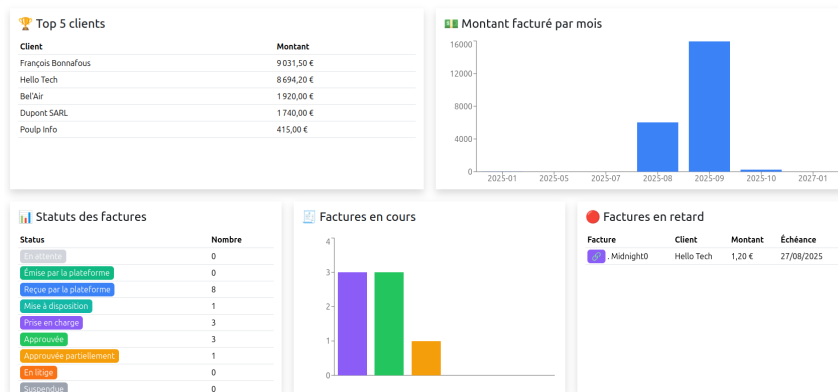 🏆 Top 5 clients
Client Montant
François Bonnafous 9 031,50 €
Hello Tech 8 694,20 €
Bel'Air 1 920,00 €
Dupont SARL 1 740,00 €
Poulp Info 415,00 €
💵 Montant facturé par mois
16000
12000
8000
4000
0
2025-01 2025-05 2025-07 2025-08 2025-09 2025-10 2027-01
📊 Statuts des factures
Status Nombre
En attente 0
Émise par la plateforme 0
Reçue par la plateforme 8
Mise à disposition 1
Prise en charge 3
Approuvée 3
Approuvée partiellement 1
En litige 0
Suspendue 0
🧾 Factures en cours
4
3
2
1
0
🔴 Factures en retard
Facture Client Montant Échéance
🔗 . Midnight0 Hello Tech 1,20 € 27/08/2025